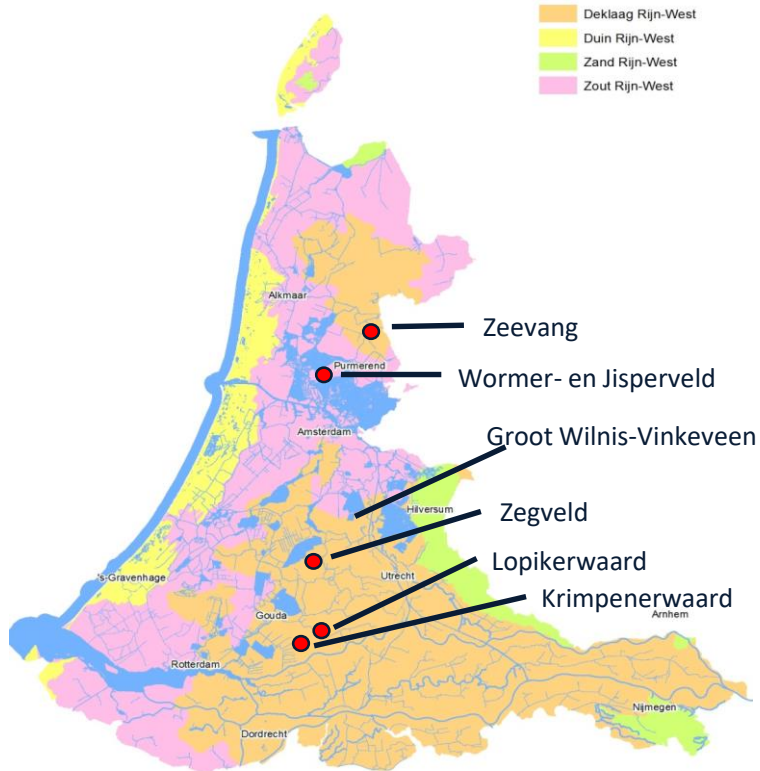 Deklaag Rijn-West
Duin Rijn-West
Zand Rijn-West
Zout Rijn-West
Alkmaar
Zeevang
Purmerend
Wormer- en Jisperveld
Amsterdam
Groot Wilnis-Vinkeveen
Hilversum
Zegveld
's-Gravenhage
Utrecht
Lopikerwaard
Gouda
Krimpenerwaard
Arnhem
Rotterdam
Nijmegen
Dordrecht